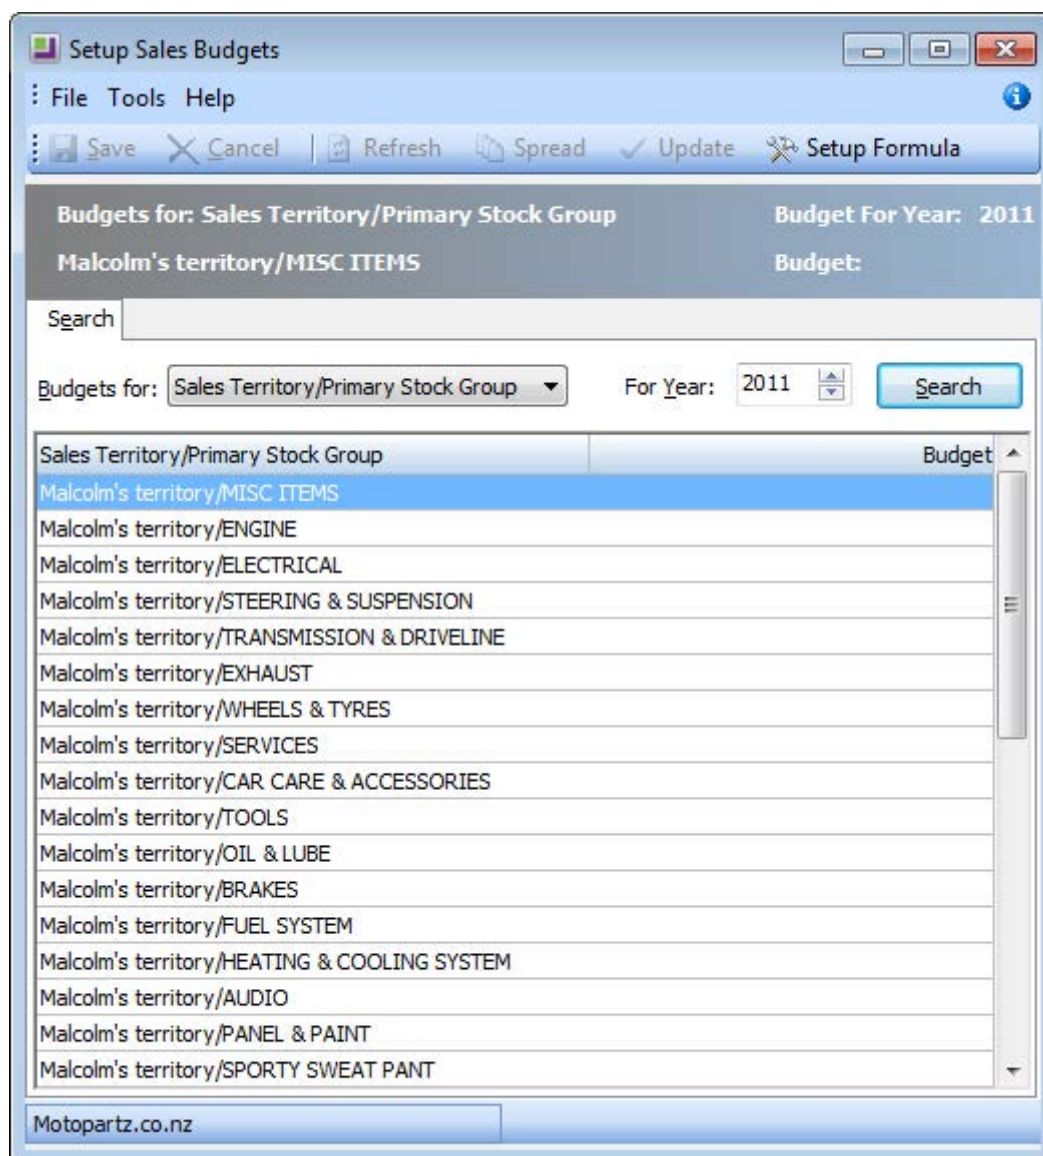 Setup Sales Budgets
File Tools Help
Save Cancel Refresh Spread Update Setup Formula
Budgets for: Sales Territory/Primary Stock Group Budget For Year: 2011
Malcolm's territory/MISC ITEMS Budget:
Search
Budgets for: Sales Territory/Primary Stock Group For Year: 2011 Search
Sales Territory/Primary Stock Group Budget
Malcolm's territory/MISC ITEMS
Malcolm's territory/ENGINE
Malcolm's territory/ELECTRICAL
Malcolm's territory/STEERING & SUSPENSION
Malcolm's territory/TRANSMISSION & DRIVELINE
Malcolm's territory/EXHAUST
Malcolm's territory/WHEELS & TYRES
Malcolm's territory/SERVICES
Malcolm's territory/CAR CARE & ACCESSORIES
Malcolm's territory/TOOLS
Malcolm's territory/OIL & LUBE
Malcolm's territory/BRAKES
Malcolm's territory/FUEL SYSTEM
Malcolm's territory/HEATING & COOLING SYSTEM
Malcolm's territory/AUDIO
Malcolm's territory/PANEL & PAINT
Malcolm's territory/SPORTY SWEAT PANT
Motopartz.co.nz